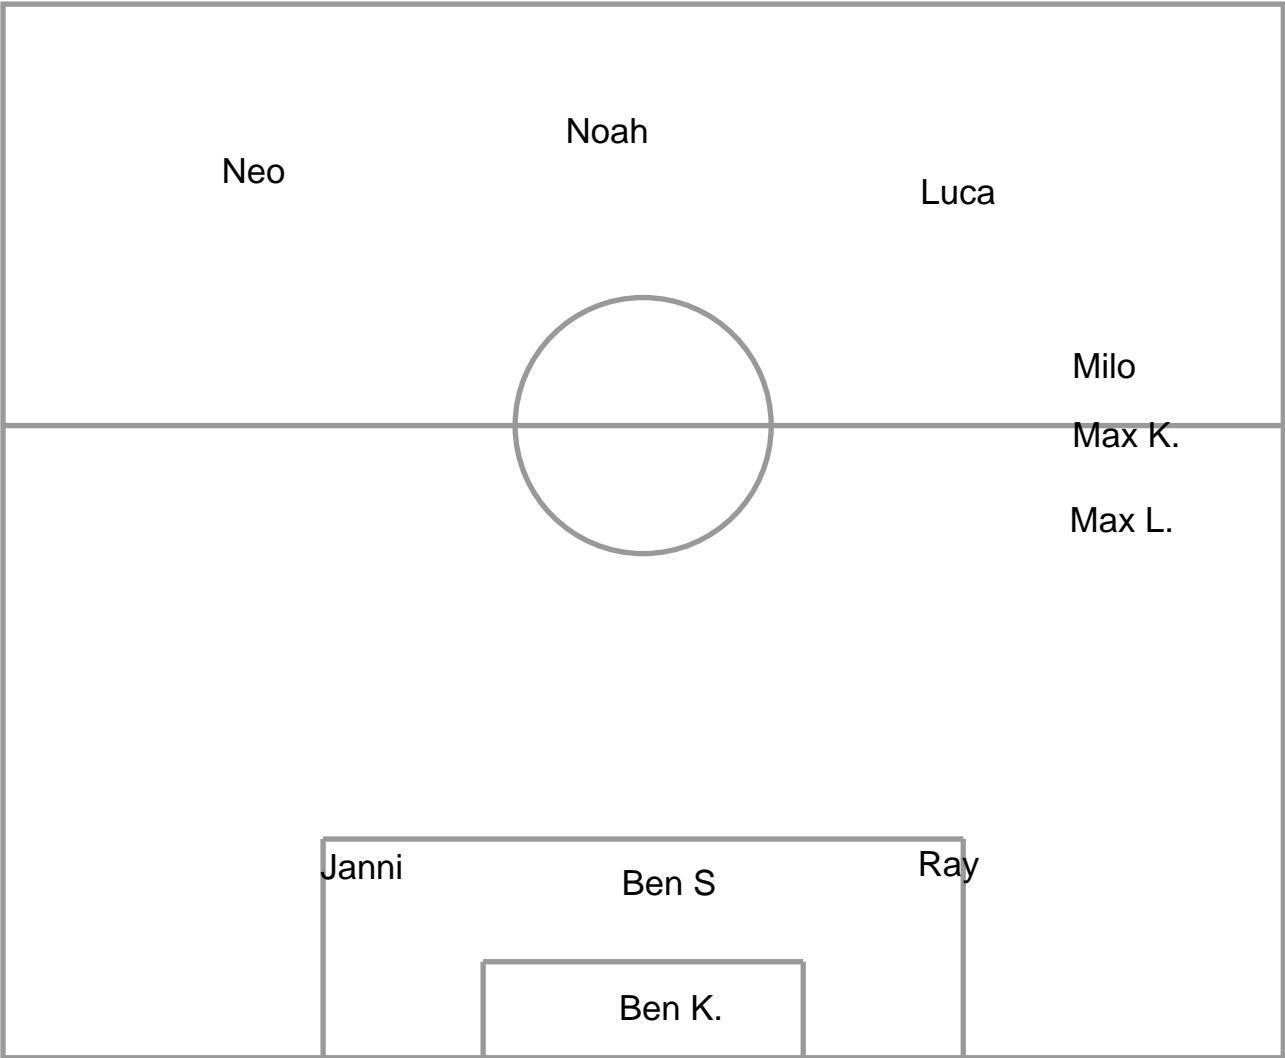 Noah
Neo
Luca
Milo
Max K.
Max L.
Janni
Ray
Ben S
Ben K.